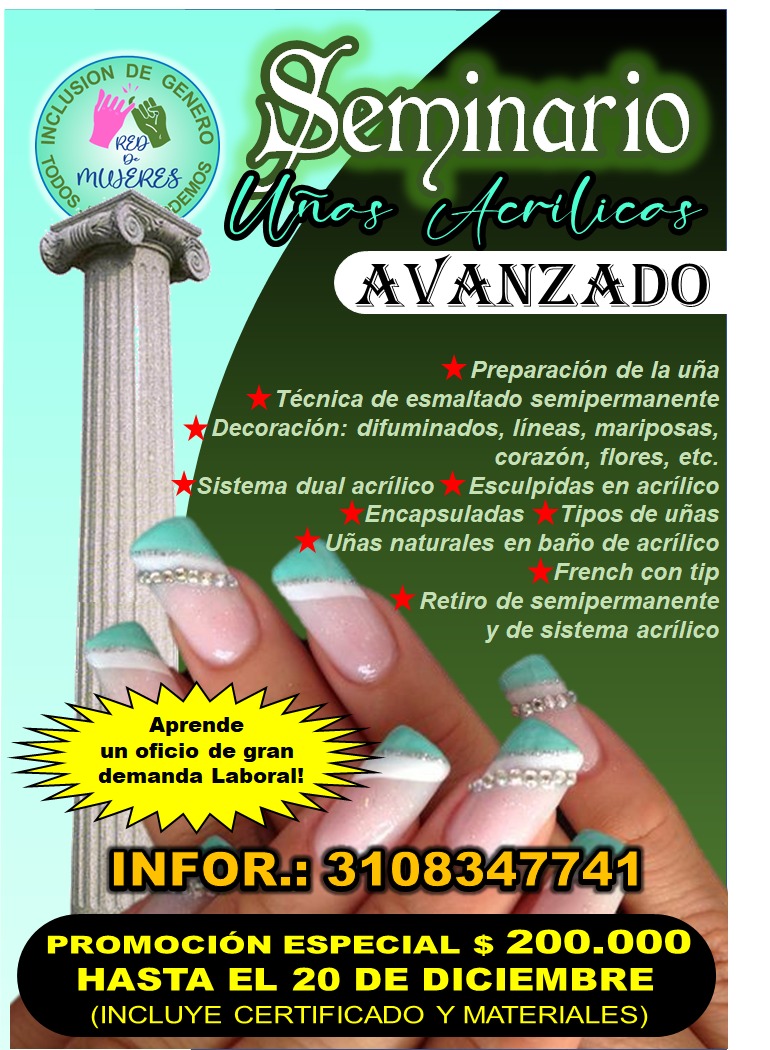 INCLUSION DE GENERO
TODOS
DEMOS
RED
De
MUJERES
Seminario
Uñas Acrílicas
AVANZADO
Preparación de la uña
Técnica de esmaltado semipermanente
Decoración: difuminados, líneas, mariposas,
corazón, flores, etc.
Sistema dual acrílico Esculpidas en acrílico
Encapsuladas Tipos de uñas
Uñas naturales en baño de acrílico
French con tip
Retiro de semipermanente
y de sistema acrílico
Aprende
un oficio de gran
demanda Laboral!
INFOR.: 3108347741
PROMOCIÓN ESPECIAL $ 200.000
HASTA EL 20 DE DICIEMBRE
(INCLUYE CERTIFICADO Y MATERIALES)